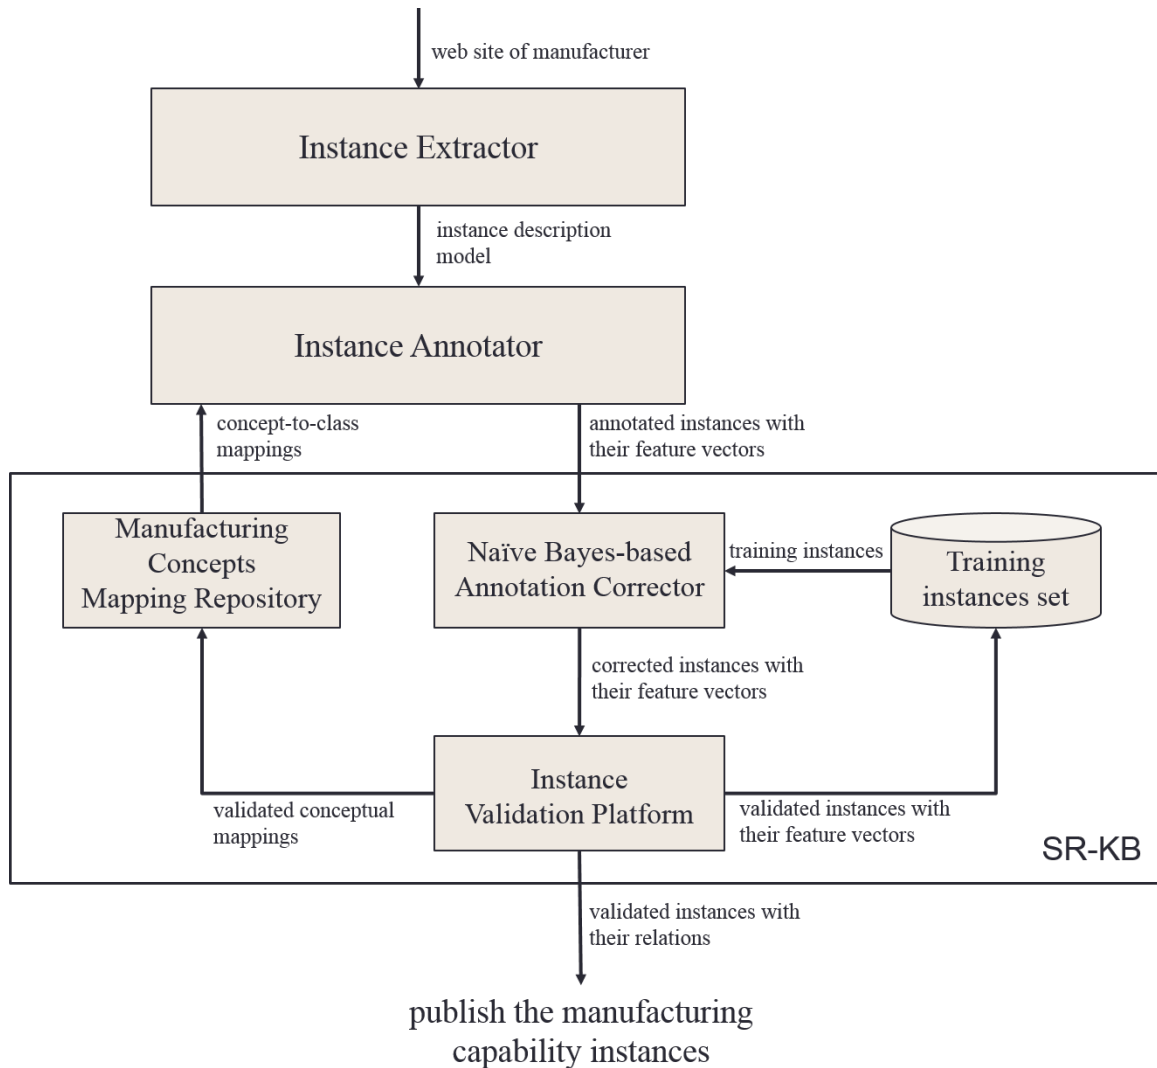 web site of manufacturer
Instance Extractor
instance description
model
Instance Annotator
concept-to-class
mappings
annotated instances with
their feature vectors
Manufacturing
Concepts
Mapping Repository
Naïve Bayes-based
Annotation Corrector
training instances
Training
instances set
corrected instances with
their feature vectors
Instance
Validation Platform
validated conceptual
mappings
validated instances with
their feature vectors
SR-KB
validated instances with
their relations
publish the manufacturing
capability instances